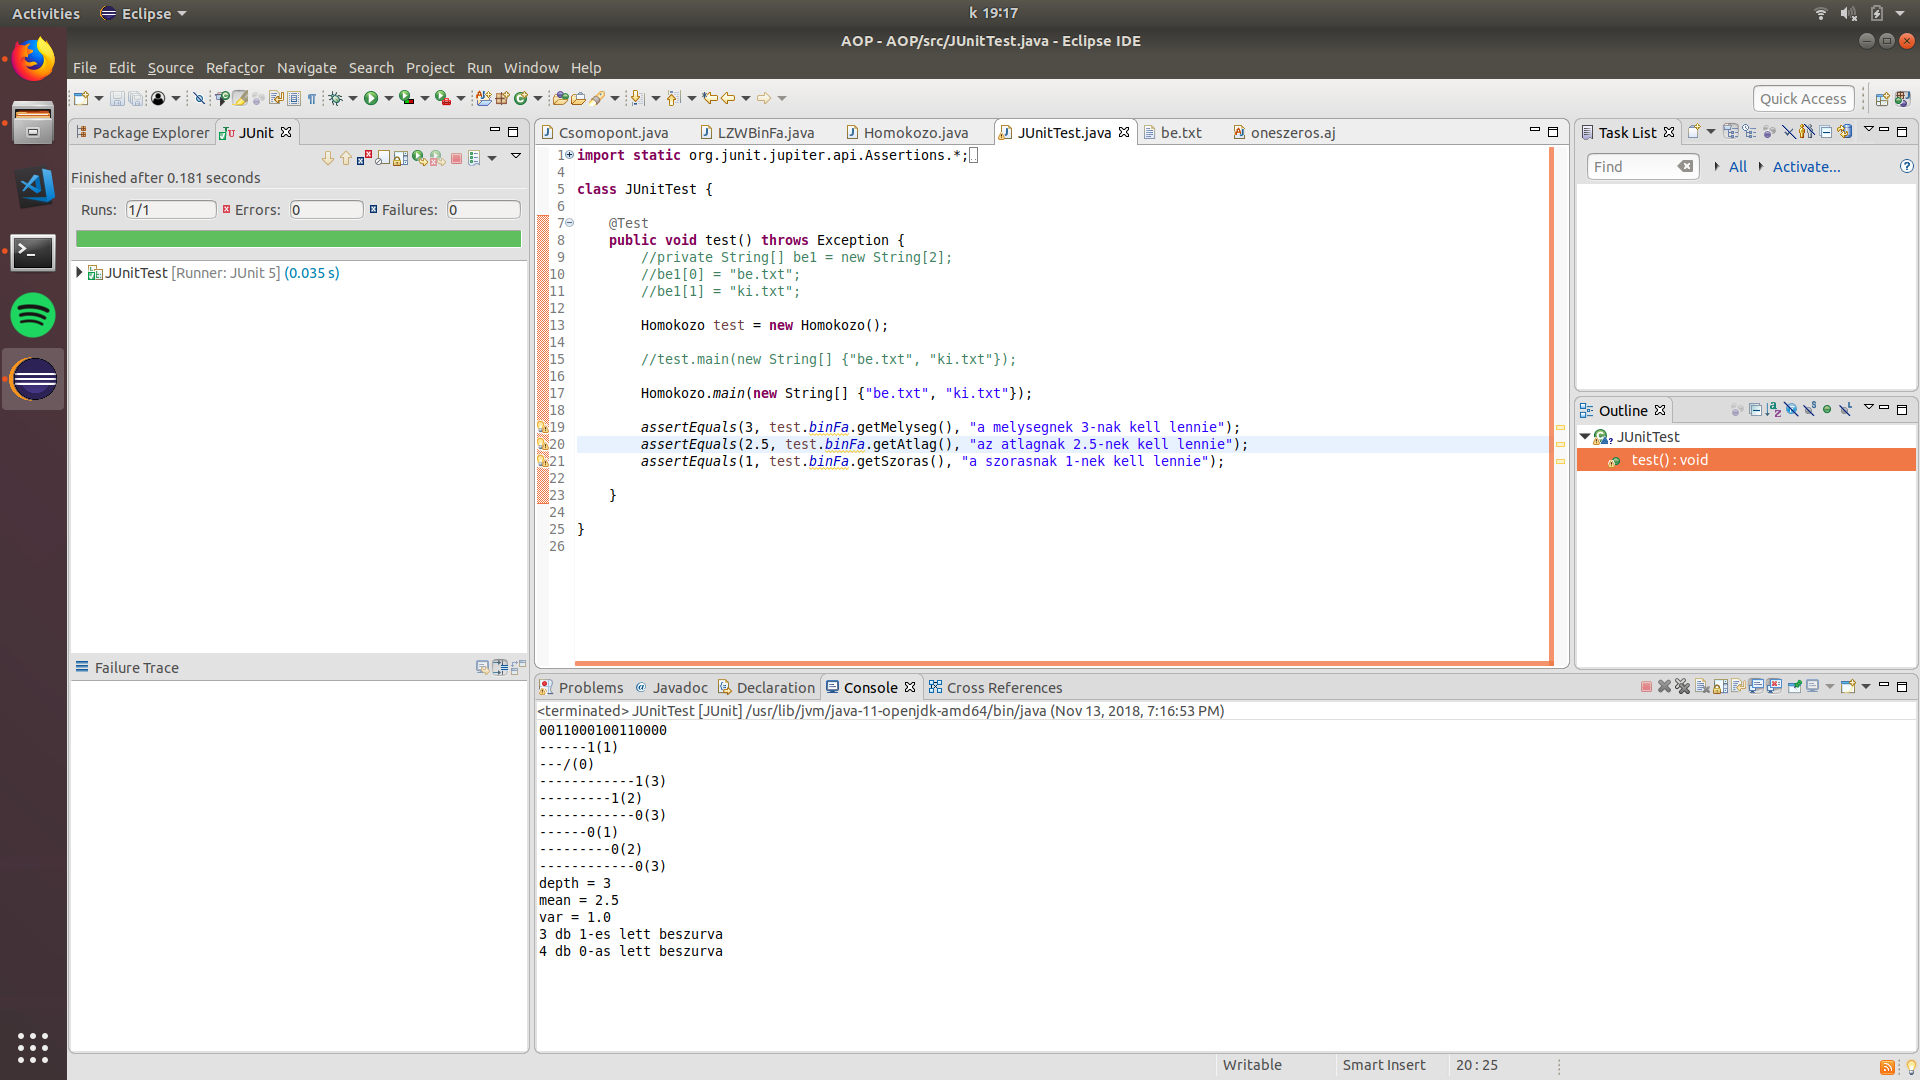 Activities Eclipse k 19:17
AOP - AOP/src/JUnitTest.java - Eclipse IDE
File Edit Source Refactor Navigate Search Project Run Window Help
Quick Access
Package Explorer JUnit
Finished after 0.181 seconds
Runs: 1/1 Errors: 0 Failures: 0
JUnitTest [Runner: JUnit 5] (0.035 s)
Failure Trace
Csomopont.java LZWBinFa.java Homokozo.java JUnitTest.java be.txt oneszeros.aj
1 import static org.junit.jupiter.api.Assertions.*;
4
5 class JUnitTest {
6
7 @Test
8 public void test() throws Exception {
9 //private String[] be1 = new String[2];
10 //be1[0] = "be.txt";
11 //be1[1] = "ki.txt";
12
13 Homokozo test = new Homokozo();
14
15 //test.main(new String[] {"be.txt", "ki.txt"});
16
17 Homokozo.main(new String[] {"be.txt", "ki.txt"});
18
19 assertEquals(3, test.binFa.getMelyseg(), "a melysegnek 3-nak kell lennie");
20 assertEquals(2.5, test.binFa.getAtlag(), "az atlagnak 2.5-nek kell lennie");
21 assertEquals(1, test.binFa.getSzoras(), "a szorasnak 1-nek kell lennie");
22
23 }
24
25 }
26
Task List
Find All Activate...
Outline
JUnitTest
test() : void
Problems Javadoc Declaration Console Cross References
<terminated> JUnitTest [JUnit] /usr/lib/jvm/java-11-openjdk-amd64/bin/java (Nov 13, 2018, 7:16:53 PM)
0011000100110000
------1(1)
---/(0)
------------1(3)
---------1(2)
------------0(3)
------0(1)
---------0(2)
------------0(3)
depth = 3
mean = 2.5
var = 1.0
3 db 1-es lett beszurva
4 db 0-as lett beszurva
Writable Smart Insert 20 : 25